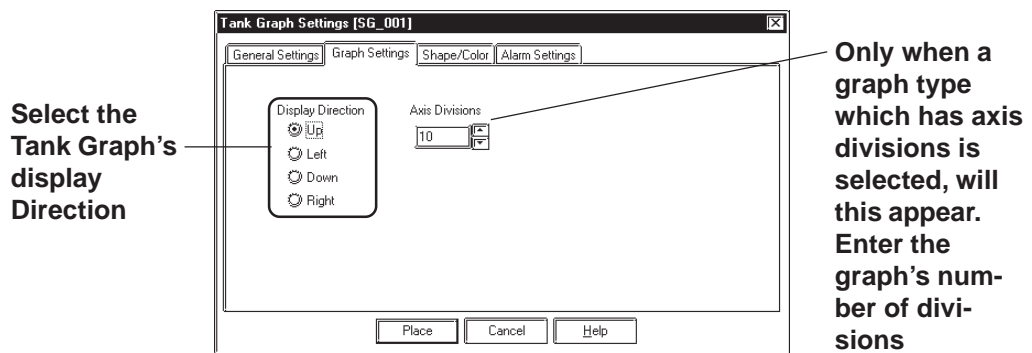 Tank Graph Settings [SG_001]
General Settings Graph Settings Shape/Color Alarm Settings
Select the
Tank Graph's
display
Direction
Display Direction
Up
Left
Down
Right
Axis Divisions
10
Only when a
graph type
which has axis
divisions is
selected, will
this appear.
Enter the
graph's num-
ber of divi-
sions
Place Cancel Help